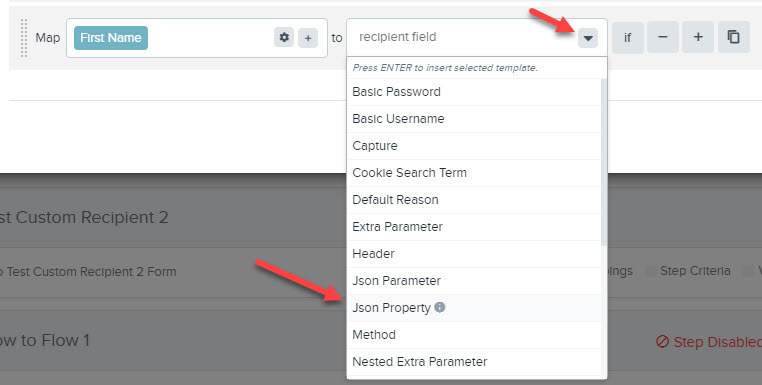 Map First Name + to recipient field if − +
Press ENTER to insert selected template.
Basic Password
Basic Username
Capture
Cookie Search Term
Default Reason
Extra Parameter
Header
Json Parameter
Json Property
Method
Nested Extra Parameter
st Custom Recipient 2
o Test Custom Recipient 2 Form
pings Step Criteria V
ow to Flow 1
Step Disabled